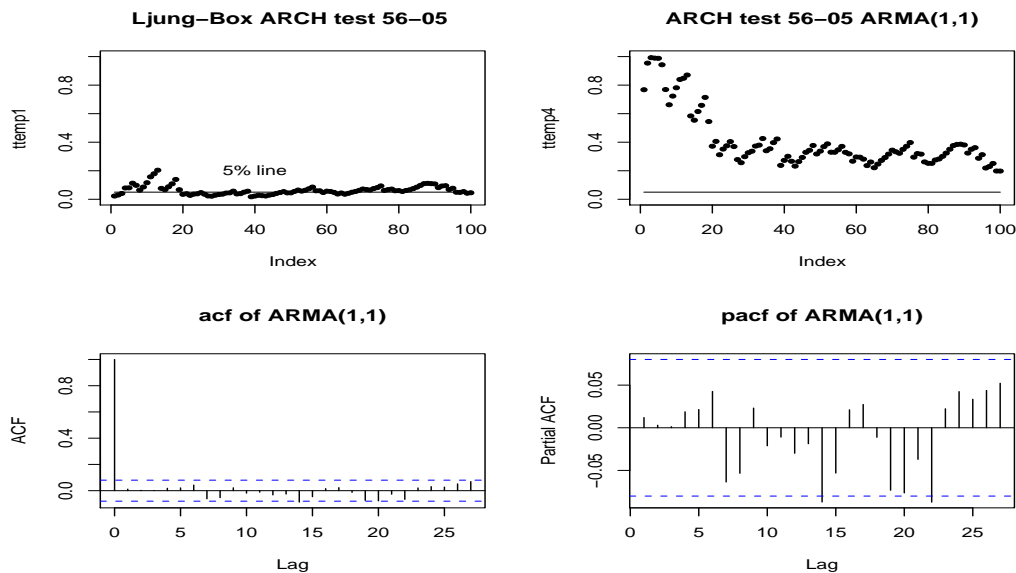 Ljung−Box ARCH test 56−05
ttemp1
0.0 0.4 0.8
5% line
0 20 40 60 80 100
Index
ARCH test 56−05 ARMA(1,1)
ttemp4
0.0 0.4 0.8
0 20 40 60 80 100
Index
acf of ARMA(1,1)
ACF
0.0 0.4 0.8
0 5 10 15 20 25
Lag
pacf of ARMA(1,1)
Partial ACF
−0.05 0.00 0.05
0 5 10 15 20 25
Lag